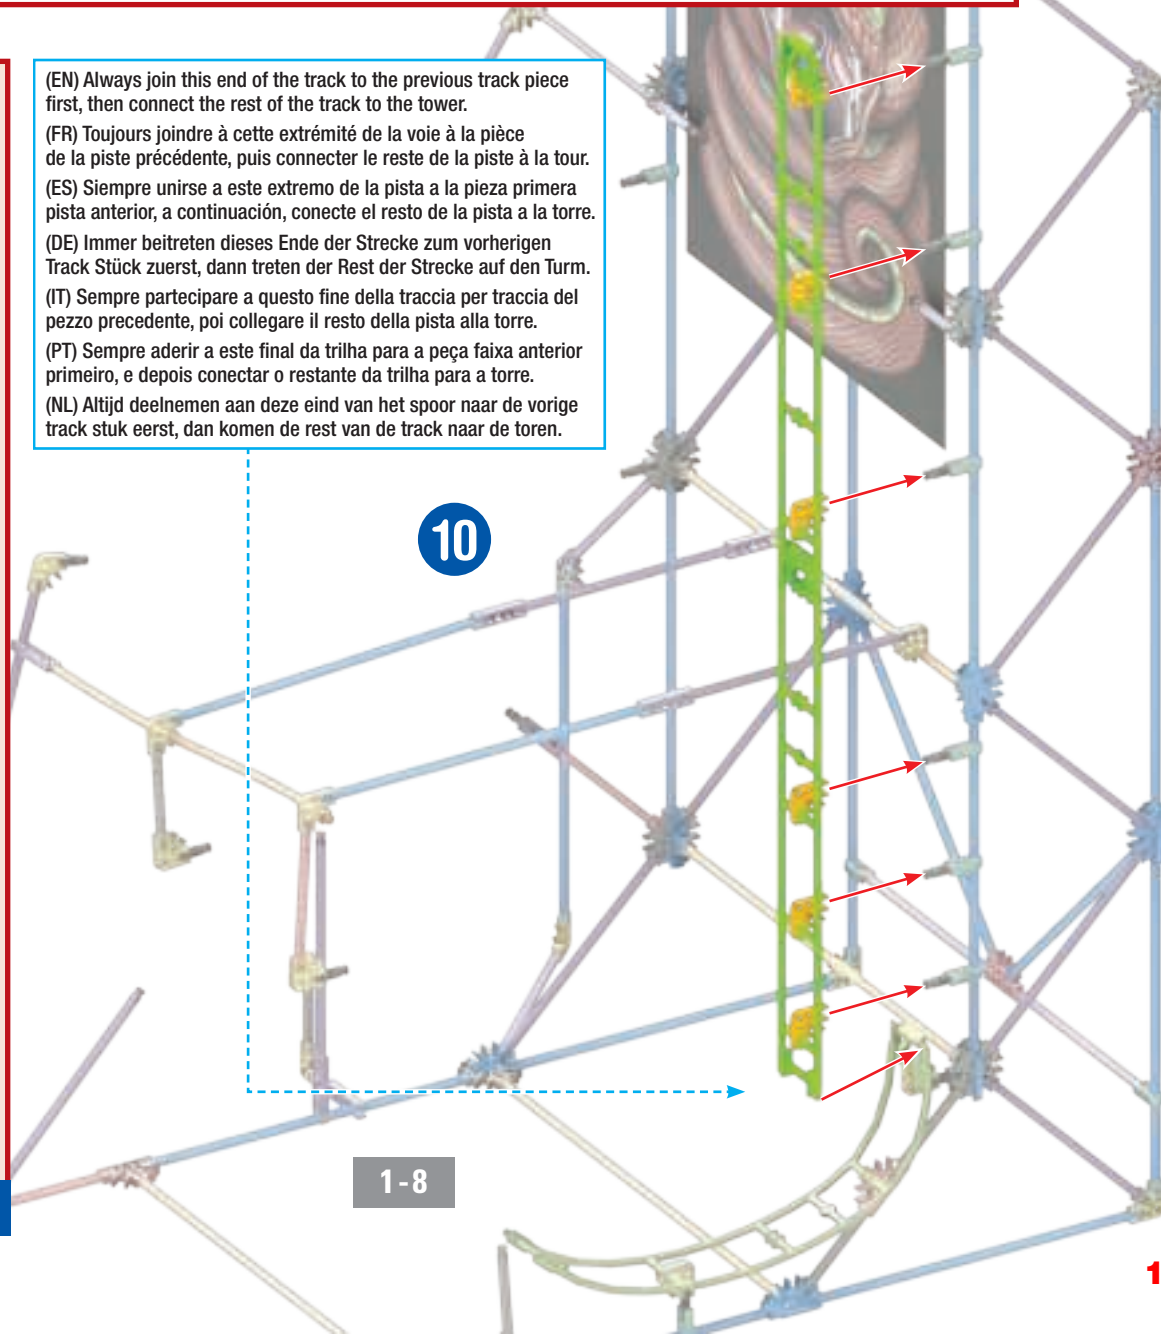 (EN) Always join this end of the track to the previous track piece
first, then connect the rest of the track to the tower.
(FR) Toujours joindre à cette extrémité de la voie à la pièce
de la piste précédente, puis connecter le reste de la piste à la tour.
(ES) Siempre unirse a este extremo de la pista a la pieza primera
pista anterior, a continuación, conecte el resto de la pista a la torre.
(DE) Immer beitreten dieses Ende der Strecke zum vorherigen
Track Stück zuerst, dann treten der Rest der Strecke auf den Turm.
(IT) Sempre partecipare a questo fine della traccia per traccia del
pezzo precedente, poi collegare il resto della pista alla torre.
(PT) Sempre aderir a este final da trilha para a peça faixa anterior
primeiro, e depois conectar o restante da trilha para a torre.
(NL) Altijd deelnemen aan deze eind van het spoor naar de vorige
track stuk eerst, dan komen de rest van de track naar de toren.
10
1-8
1